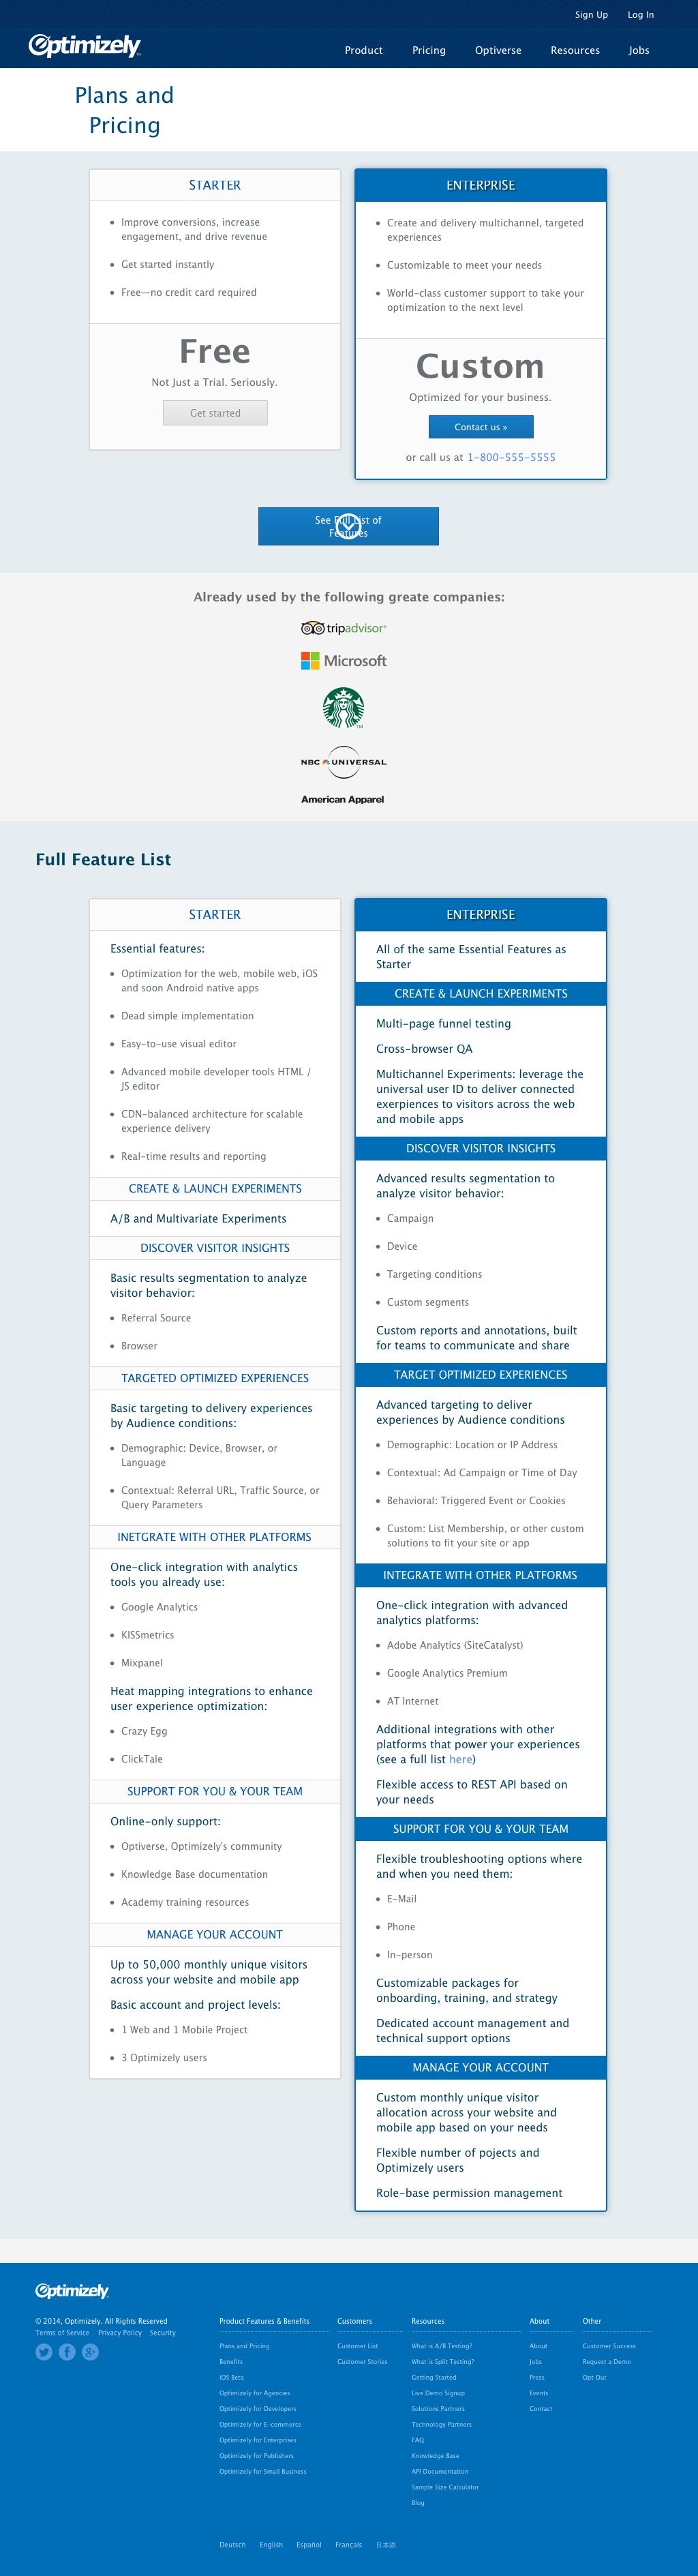 Sign Up Log In
Optimizely
Product Pricing Optiverse Resources Jobs
Plans and
Pricing
STARTER
Improve conversions, increase
engagement, and drive revenue
Get started instantly
Free—no credit card required
Free
Not Just a Trial. Seriously.
Get started
ENTERPRISE
Create and delivery multichannel, targeted
experiences
Customizable to meet your needs
World-class customer support to take your
optimization to the next level
Custom
Optimized for your business.
Contact us »
or call us at 1-800-555-5555
See Full List of
Features
Already used by the following greate companies:
tripadvisor
Microsoft
NBC UNIVERSAL
American Apparel
Full Feature List
STARTER
Essential features:
Optimization for the web, mobile web, iOS
and soon Android native apps
Dead simple implementation
Easy-to-use visual editor
Advanced mobile developer tools HTML /
JS editor
CDN-balanced architecture for scalable
experience delivery
Real-time results and reporting
CREATE & LAUNCH EXPERIMENTS
A/B and Multivariate Experiments
DISCOVER VISITOR INSIGHTS
Basic results segmentation to analyze
visitor behavior:
Referral Source
Browser
TARGETED OPTIMIZED EXPERIENCES
Basic targeting to delivery experiences
by Audience conditions:
Demographic: Device, Browser, or
Language
Contextual: Referral URL, Traffic Source, or
Query Parameters
INETGRATE WITH OTHER PLATFORMS
One-click integration with analytics
tools you already use:
Google Analytics
KISSmetrics
Mixpanel
Heat mapping integrations to enhance
user experience optimization:
Crazy Egg
ClickTale
SUPPORT FOR YOU & YOUR TEAM
Online-only support:
Optiverse, Optimizely's community
Knowledge Base documentation
Academy training resources
MANAGE YOUR ACCOUNT
Up to 50,000 monthly unique visitors
across your website and mobile app
Basic account and project levels:
1 Web and 1 Mobile Project
3 Optimizely users
ENTERPRISE
All of the same Essential Features as
Starter
CREATE & LAUNCH EXPERIMENTS
Multi-page funnel testing
Cross-browser QA
Multichannel Experiments: leverage the
universal user ID to deliver connected
exerpiences to visitors across the web
and mobile apps
DISCOVER VISITOR INSIGHTS
Advanced results segmentation to
analyze visitor behavior:
Campaign
Device
Targeting conditions
Custom segments
Custom reports and annotations, built
for teams to communicate and share
TARGET OPTIMIZED EXPERIENCES
Advanced targeting to deliver
experiences by Audience conditions
Demographic: Location or IP Address
Contextual: Ad Campaign or Time of Day
Behavioral: Triggered Event or Cookies
Custom: List Membership, or other custom
solutions to fit your site or app
INTEGRATE WITH OTHER PLATFORMS
One-click integration with advanced
analytics platforms:
Adobe Analytics (SiteCatalyst)
Google Analytics Premium
AT Internet
Additional integrations with other
platforms that power your experiences
(see a full list here)
Flexible access to REST API based on
your needs
SUPPORT FOR YOU & YOUR TEAM
Flexible troubleshooting options where
and when you need them:
E-Mail
Phone
In-person
Customizable packages for
onboarding, training, and strategy
Dedicated account management and
technical support options
MANAGE YOUR ACCOUNT
Custom monthly unique visitor
allocation across your website and
mobile app based on your needs
Flexible number of pojects and
Optimizely users
Role-base permission management
Optimizely
© 2014, Optimizely. All Rights Reserved
Terms of Service Privacy Policy Security
Product Features & Benefits
Plans and Pricing
Benefits
iOS Beta
Optimizely for Agencies
Optimizely for Developers
Optimizely for E-commerce
Optimizely for Enterprises
Optimizely for Publishers
Optimizely for Small Business
Customers
Customer List
Customer Stories
Resources
What is A/B Testing?
What is Split Testing?
Getting Started
Live Demo Signup
Solutions Partners
Technology Partners
FAQ
Knowledge Base
API Documentation
Sample Size Calculator
Blog
About
About
Jobs
Press
Events
Contact
Other
Customer Success
Request a Demo
Opt Out
Deutsch English Español Français 日本語